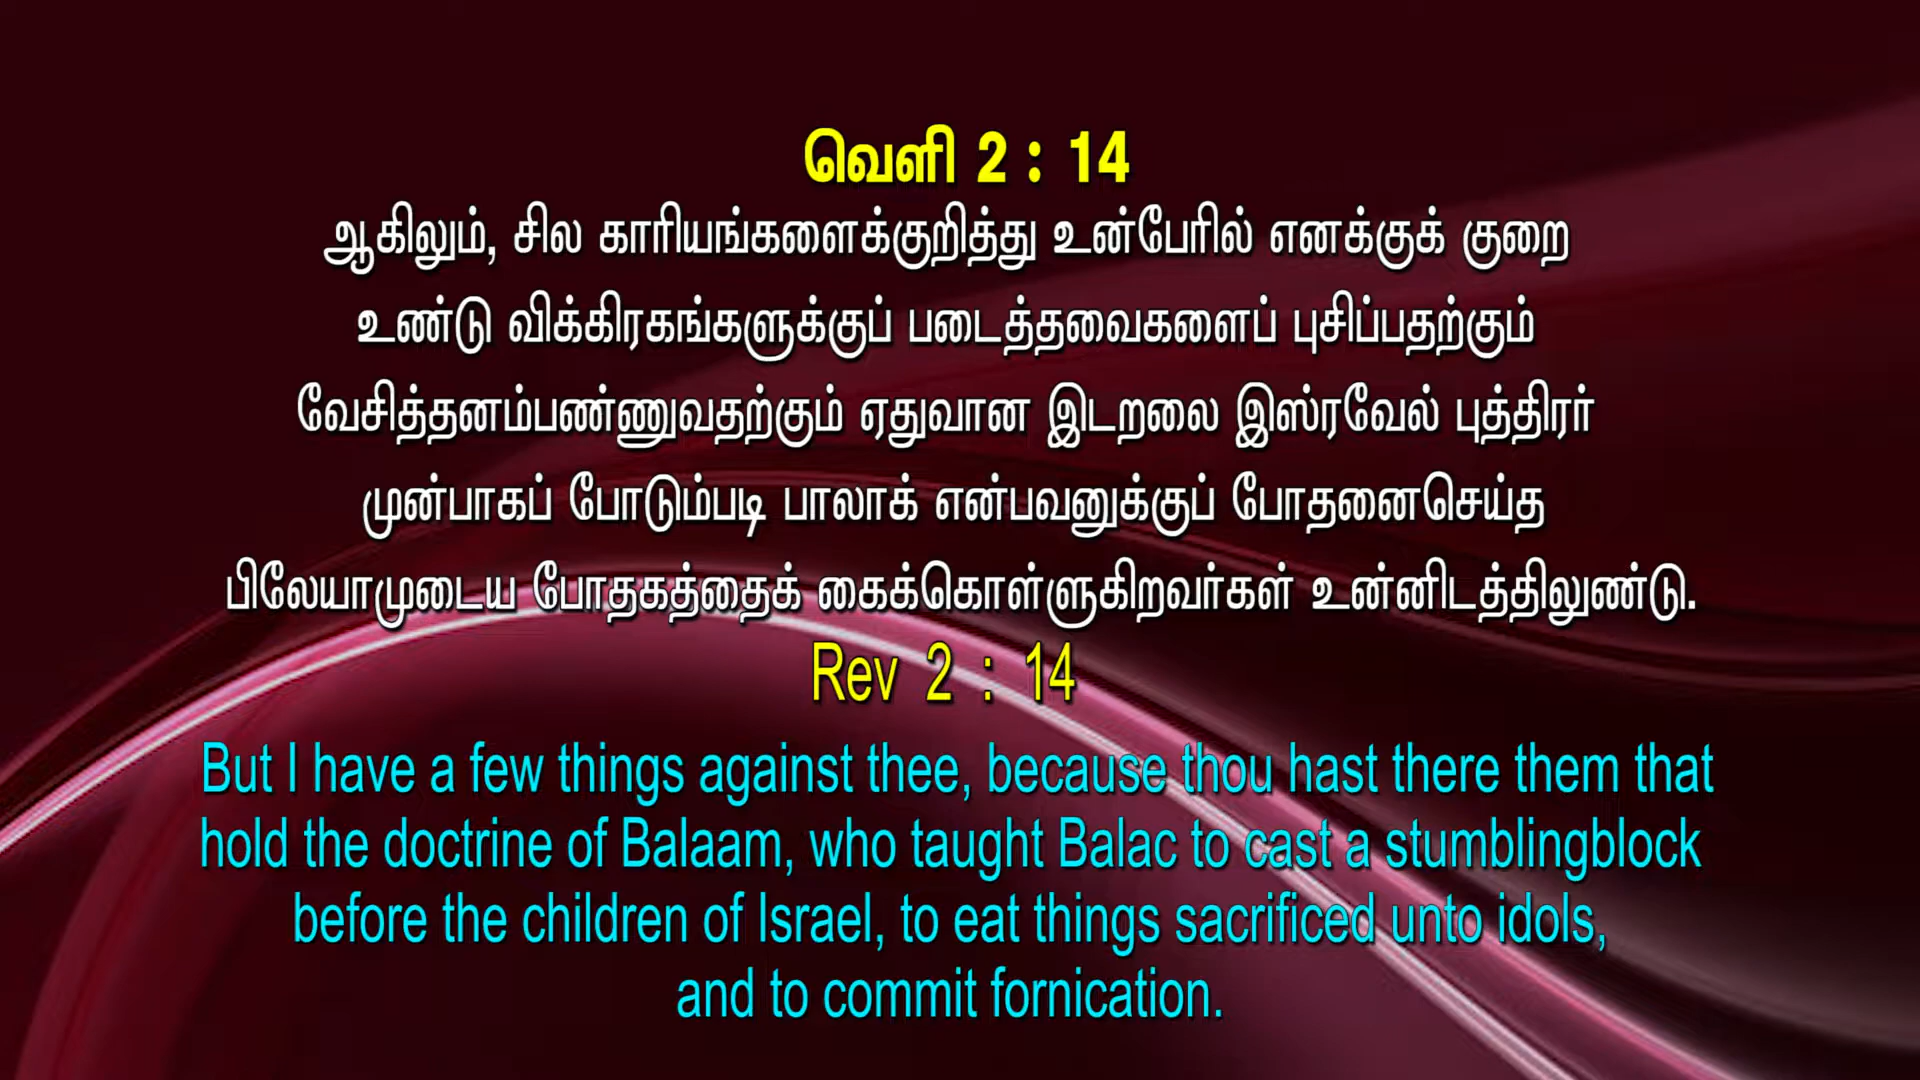 வெளி 2 : 14
ஆகிலும், சில காரியங்களைக்குறித்து உன்பேரில் எனக்குக் குறை
உண்டு விக்கிரகங்களுக்குப் படைத்தவைகளைப் புசிப்பதற்கும்
வேசித்தனம்பண்ணுவதற்கும் ஏதுவான இடறலை இஸ்ரவேல் புத்திரர்
முன்பாகப் போடும்படி பாலாக் என்பவனுக்குப் போதனைசெய்த
பிலேயாமுடைய போதகத்தைக் கைக்கொள்ளுகிறவர்கள் உன்னிடத்திலுண்டு.
Rev 2 : 14
But I have a few things against thee, because thou hast there them that
hold the doctrine of Balaam, who taught Balac to cast a stumblingblock
before the children of Israel, to eat things sacrificed unto idols,
and to commit fornication.